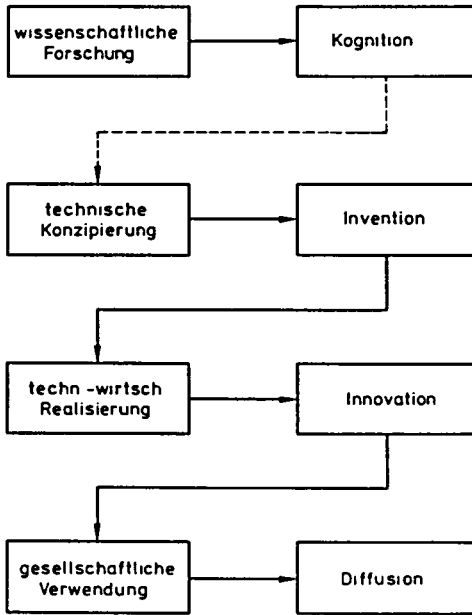 wissenschaftliche
Forschung
Kognition
technische
Konzipierung
Invention
techn -wirtsch
Realisierung
Innovation
gesellschaftliche
Verwendung
Diffusion